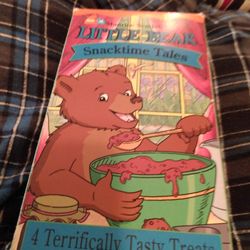 LITTLE BEAR
Snacktime Tales
4 Terrifically Tasty Treats